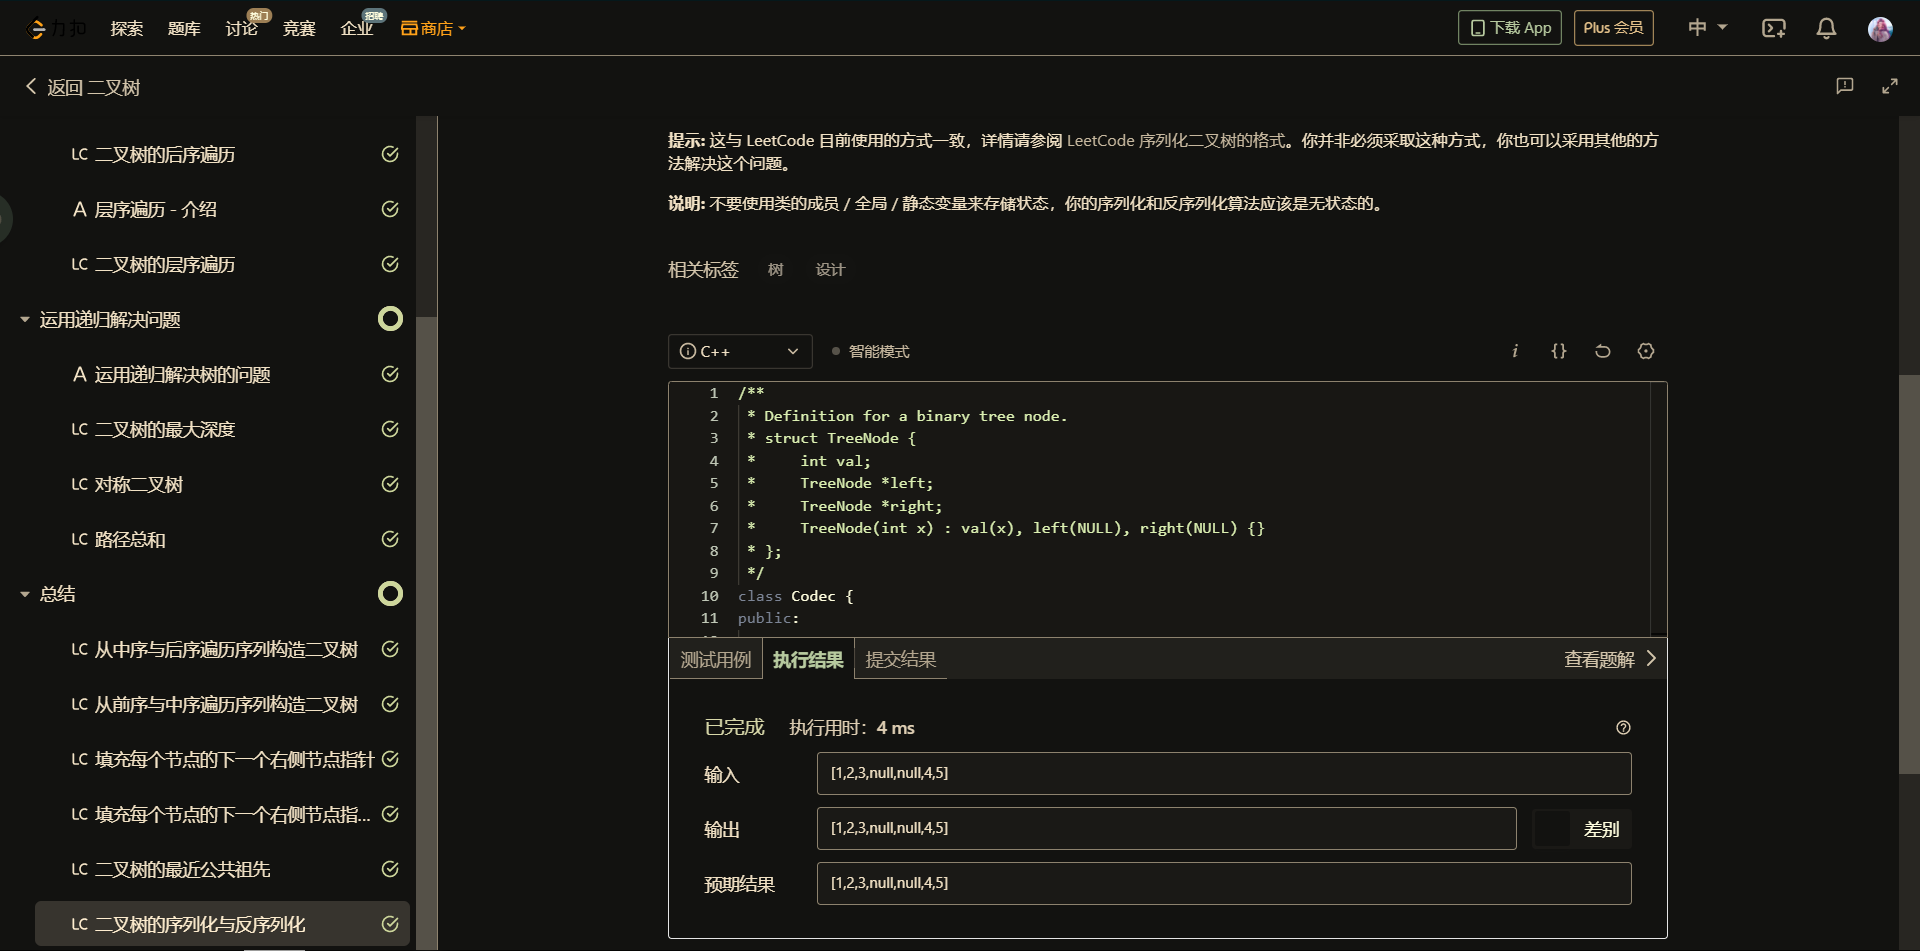 力扣 探索 题库 讨论 热门 竞赛 企业 招聘 商店 下载 App Plus 会员 中
返回 二叉树
LC 二叉树的后序遍历
A 层序遍历 - 介绍
LC 二叉树的层序遍历
运用递归解决问题
A 运用递归解决树的问题
LC 二叉树的最大深度
LC 对称二叉树
LC 路径总和
总结
LC 从中序与后序遍历序列构造二叉树
LC 从前序与中序遍历序列构造二叉树
LC 填充每个节点的下一个右侧节点指针
LC 填充每个节点的下一个右侧节点指...
LC 二叉树的最近公共祖先
LC 二叉树的序列化与反序列化
提示: 这与 LeetCode 目前使用的方式一致，详情请参阅 LeetCode 序列化二叉树的格式。你并非必须采取这种方式，你也可以采用其他的方
法解决这个问题。
说明: 不要使用类的成员 / 全局 / 静态变量来存储状态，你的序列化和反序列化算法应该是无状态的。
相关标签 树 设计
C++ 智能模式 i {}
1 /**
2 * Definition for a binary tree node.
3 * struct TreeNode {
4 *     int val;
5 *     TreeNode *left;
6 *     TreeNode *right;
7 *     TreeNode(int x) : val(x), left(NULL), right(NULL) {}
8 * };
9 */
10 class Codec {
11 public:
测试用例 执行结果 提交结果 查看题解
已完成 执行用时：4 ms
输入 [1,2,3,null,null,4,5]
输出 [1,2,3,null,null,4,5] 差别
预期结果 [1,2,3,null,null,4,5]